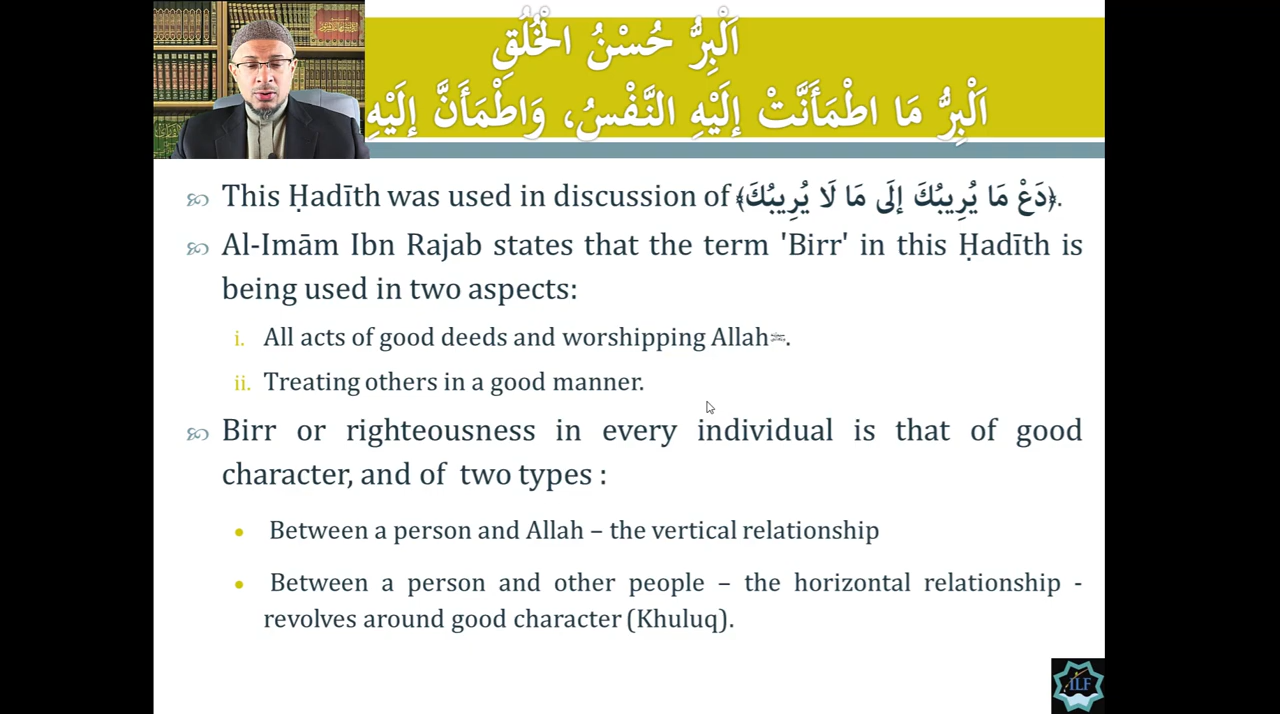 اَلْبِرُّ حُسْنُ الْخُلُقِ
اَلْبِرُّ مَا اطْمَأَنَّتْ إِلَيْهِ النَّفْسُ، وَاطْمَأَنَّ إِلَيْهِ
This Ḥadīth was used in discussion of ﴿دَعْ مَا يُرِيبُكَ إِلَى مَا لَا يُرِيبُكَ﴾.
Al-Imām Ibn Rajab states that the term 'Birr' in this Ḥadīth is
being used in two aspects:
i. All acts of good deeds and worshipping Allah.
ii. Treating others in a good manner.
Birr or righteousness in every individual is that of good
character, and of two types :
• Between a person and Allah – the vertical relationship
• Between a person and other people – the horizontal relationship -
revolves around good character (Khuluq).
ILF